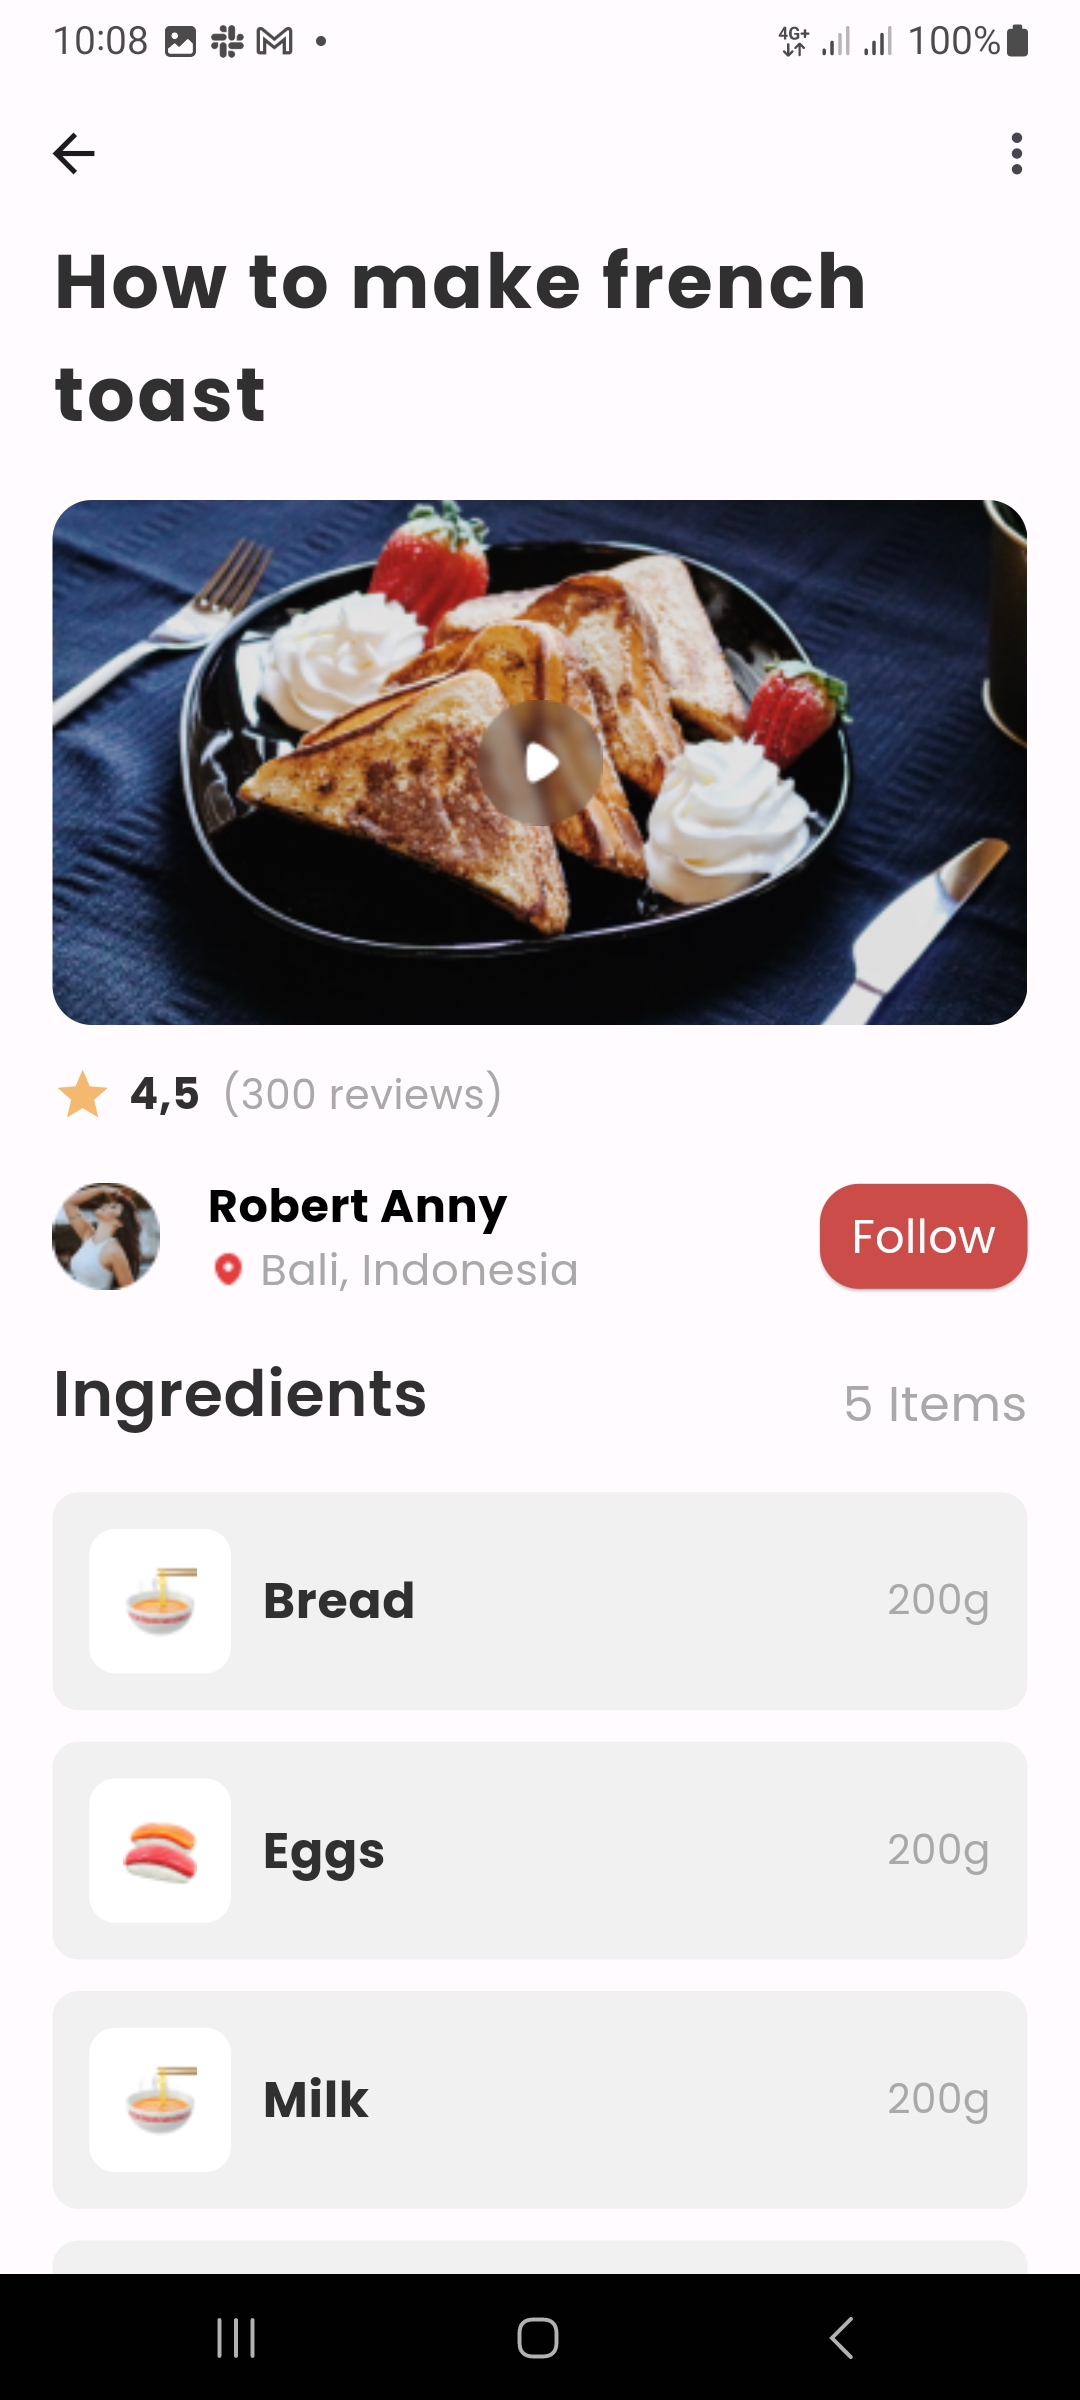 10:08
4G+ 100%
How to make french
toast
4,5 (300 reviews)
Robert Anny
Bali, Indonesia
Follow
Ingredients
5 Items
Bread
200g
Eggs
200g
Milk
200g